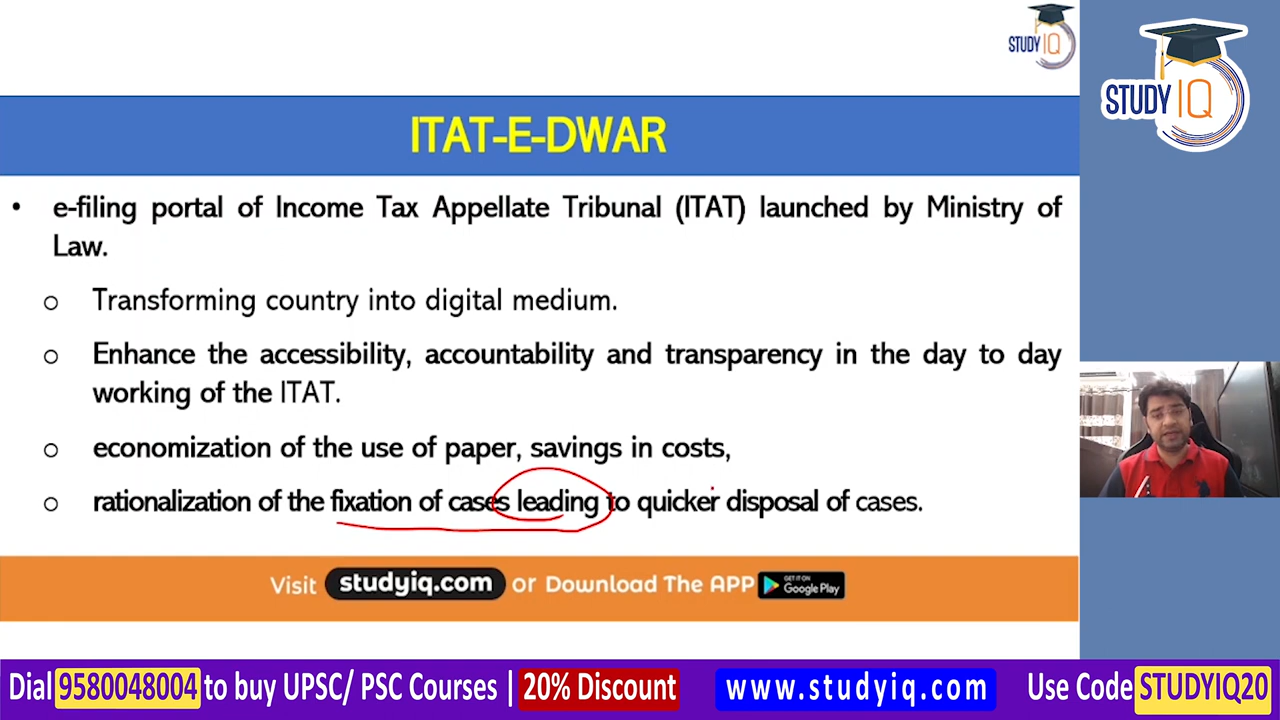 STUDY IQ
STUDY IQ
ITAT-E-DWAR
• e-filing portal of Income Tax Appellate Tribunal (ITAT) launched by Ministry of
Law.
o Transforming country into digital medium.
o Enhance the accessibility, accountability and transparency in the day to day
working of the ITAT.
o economization of the use of paper, savings in costs,
o rationalization of the fixation of cases leading to quicker disposal of cases.
Visit studyiq.com or Download The APP GET IT ON Google Play
Dial 9580048004 to buy UPSC/ PSC Courses | 20% Discount www.studyiq.com Use Code STUDYIQ20